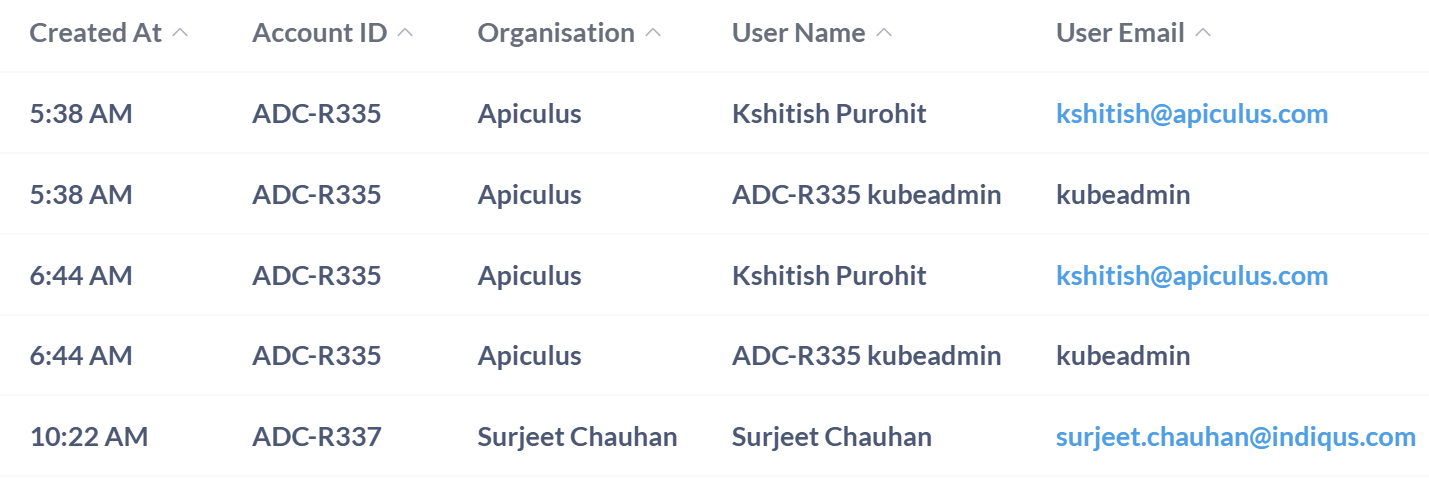 Created At Account ID Organisation User Name User Email
5:38 AM ADC-R335 Apiculus Kshitish Purohit kshitish@apiculus.com
5:38 AM ADC-R335 Apiculus ADC-R335 kubeadmin kubeadmin
6:44 AM ADC-R335 Apiculus Kshitish Purohit kshitish@apiculus.com
6:44 AM ADC-R335 Apiculus ADC-R335 kubeadmin kubeadmin
10:22 AM ADC-R337 Surjeet Chauhan Surjeet Chauhan surjeet.chauhan@indiqus.com